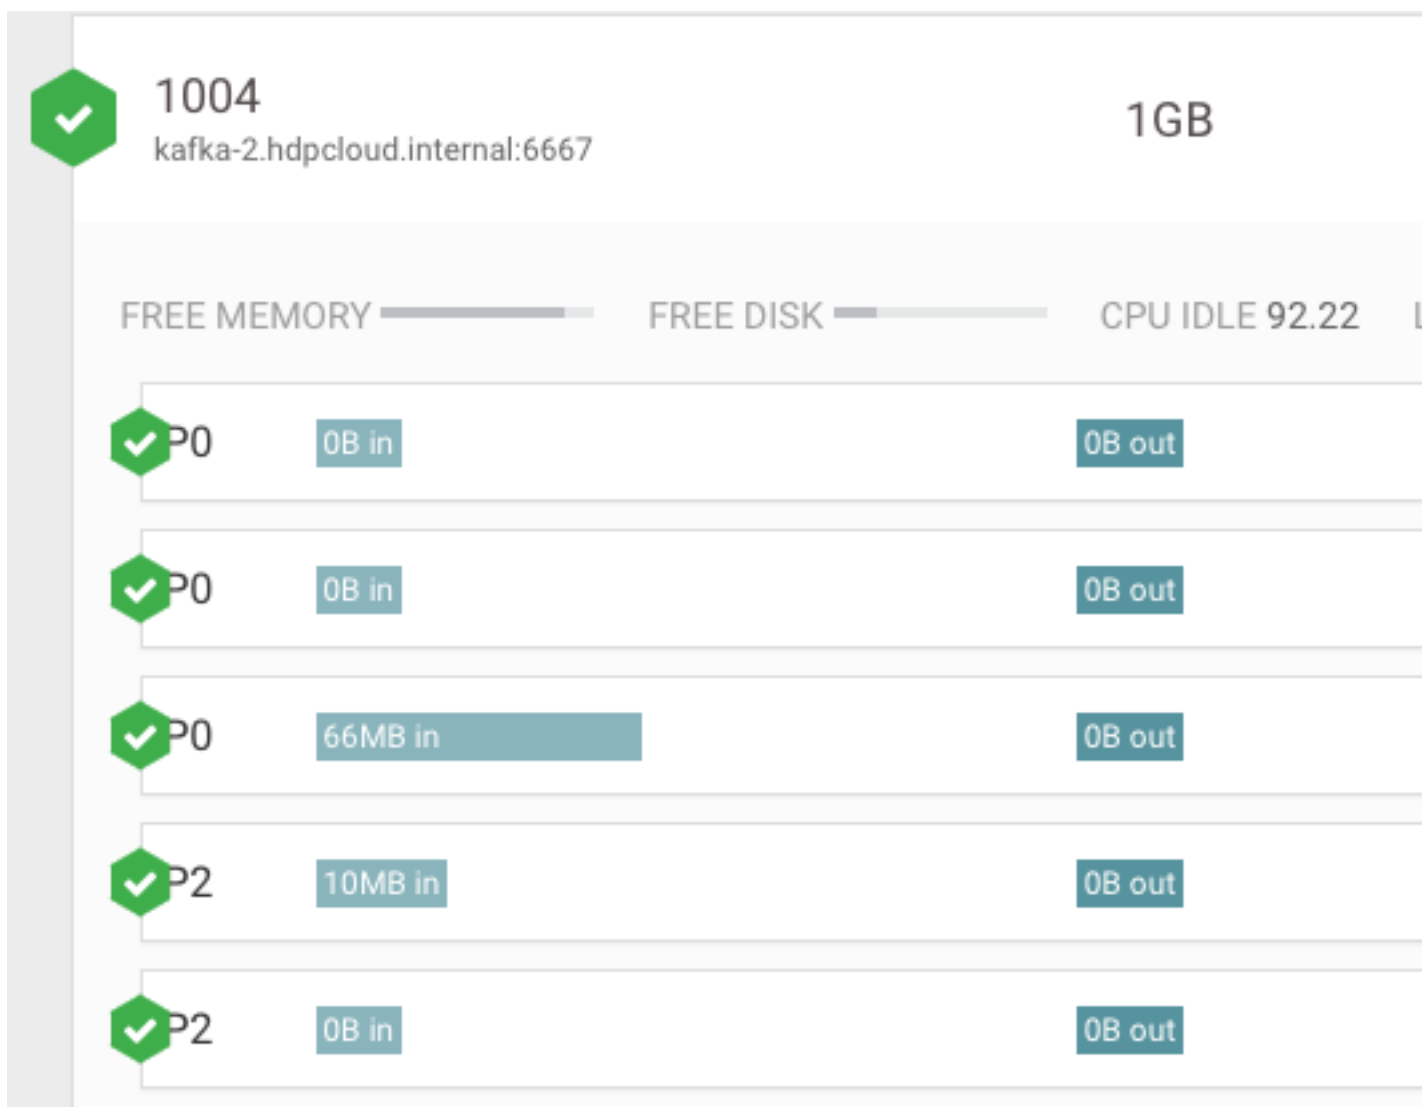 1004
kafka-2.hdpcloud.internal:6667
1GB
FREE MEMORY FREE DISK CPU IDLE 92.22 L
P0 0B in 0B out
P0 0B in 0B out
P0 66MB in 0B out
P2 10MB in 0B out
P2 0B in 0B out